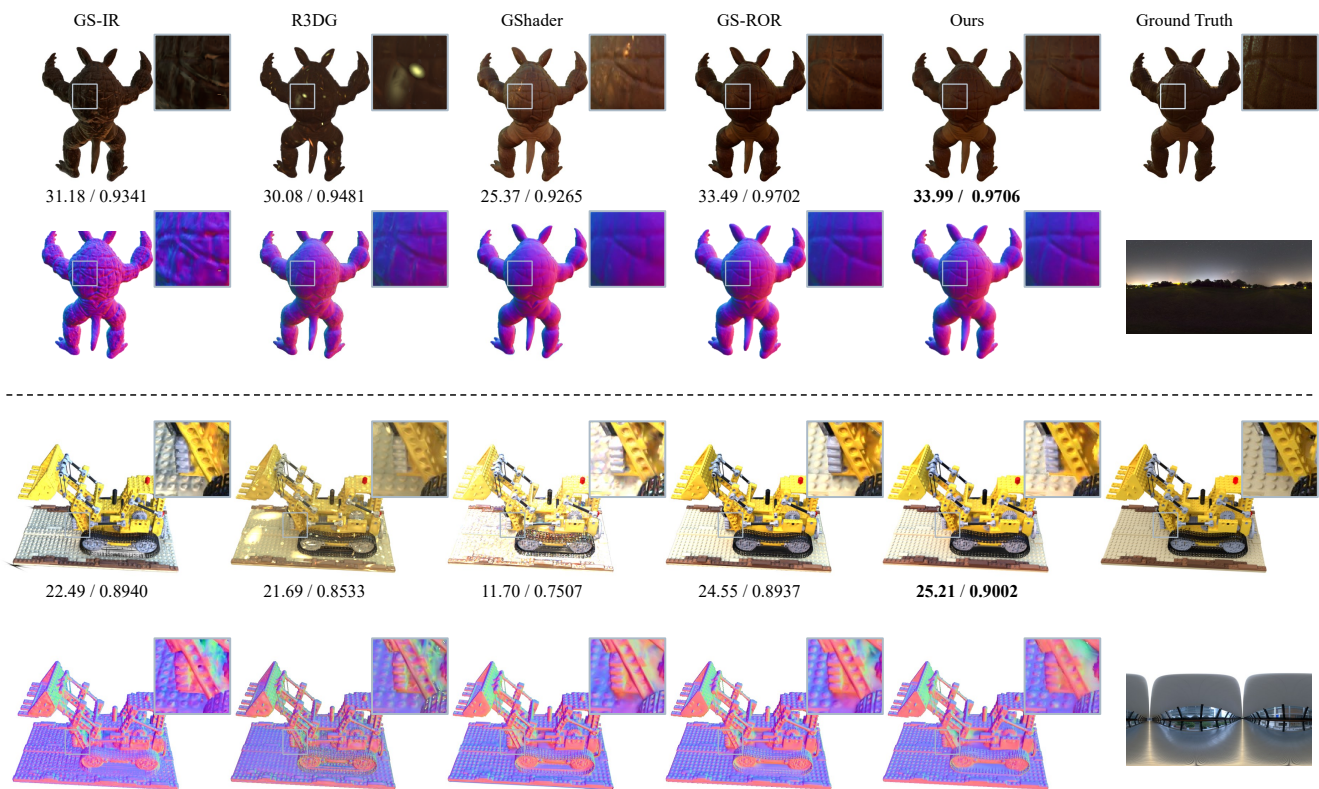 GS-IR R3DG GShader GS-ROR Ours Ground Truth
31.18 / 0.9341 30.08 / 0.9481 25.37 / 0.9265 33.49 / 0.9702 33.99 / 0.9706
22.49 / 0.8940 21.69 / 0.8533 11.70 / 0.7507 24.55 / 0.8937 25.21 / 0.9002